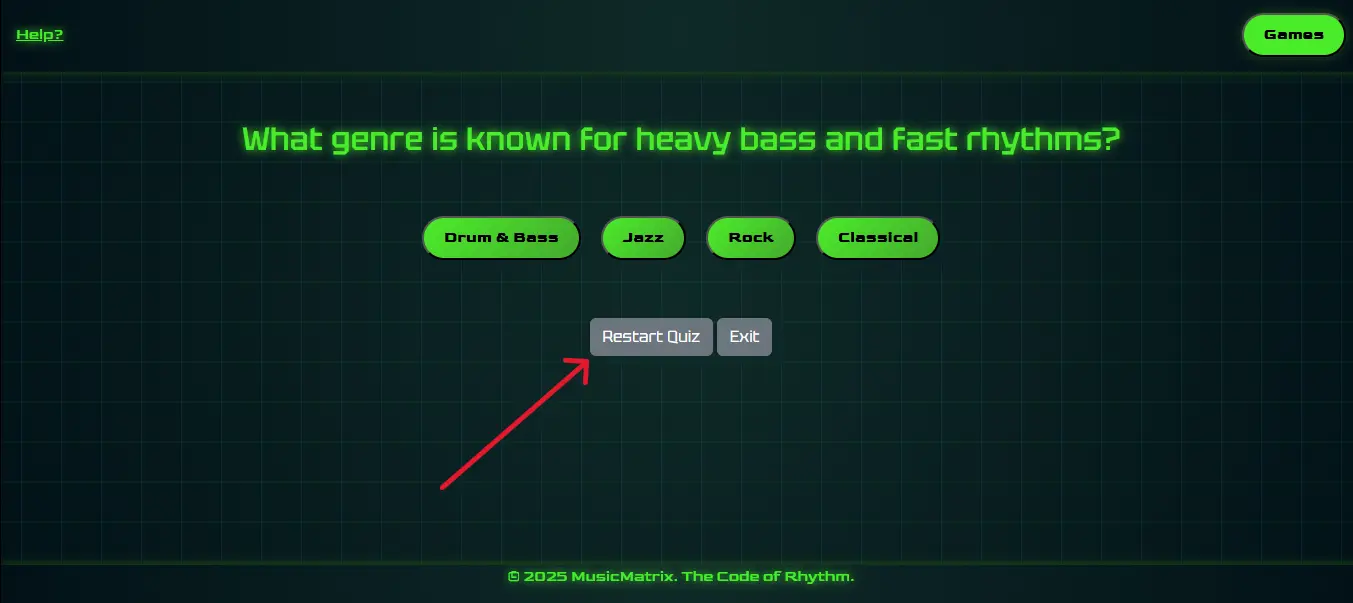 Help?
Games
What genre is known for heavy bass and fast rhythms?
Drum & Bass Jazz Rock Classical
Restart Quiz Exit
© 2025 MusicMatrix. The Code of Rhythm.